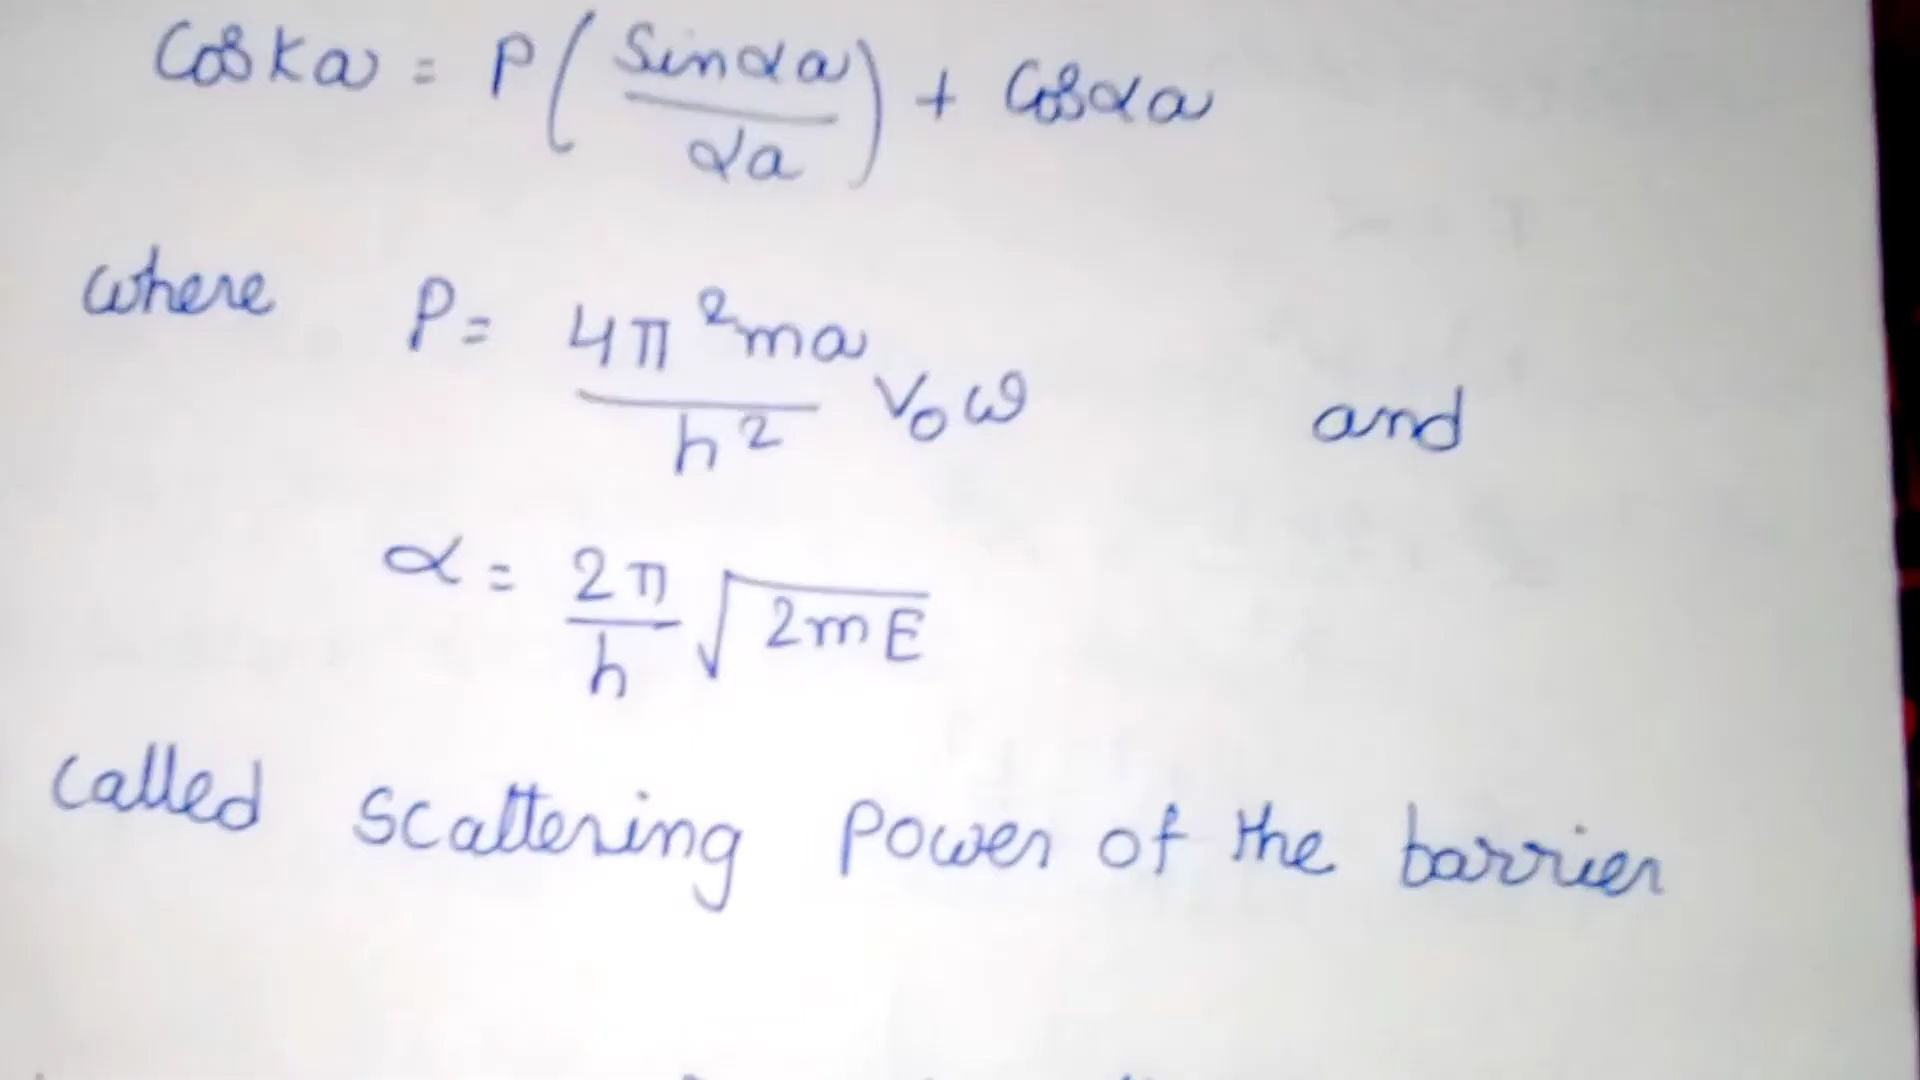 Cos ka = P ( Sin αa / αa ) + Cos αa
where P = 4π²ma / h² V₀ω and
α = 2π / h √2mE
called scattering power of the barrier